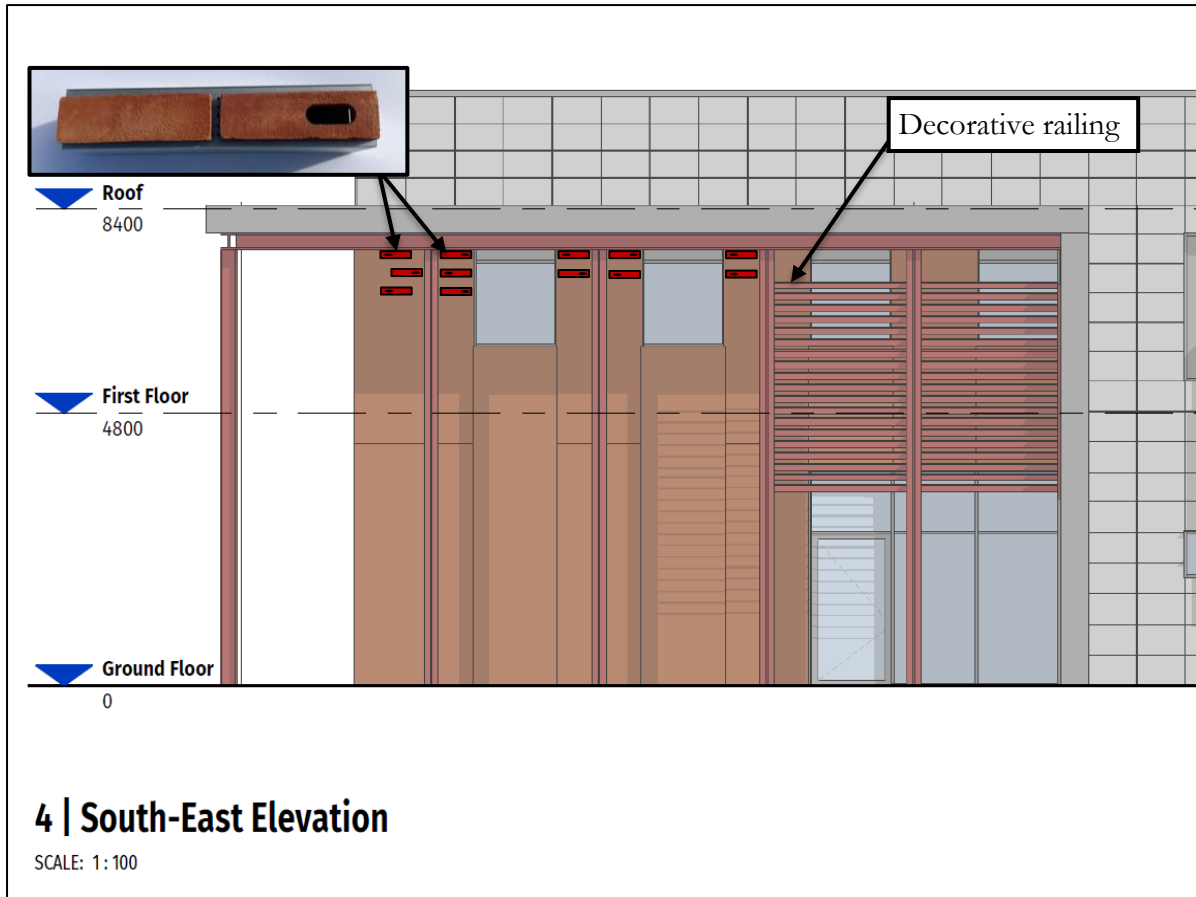 Decorative railing
Roof
8400
First Floor
4800
Ground Floor
0
4 | South-East Elevation
SCALE: 1:100